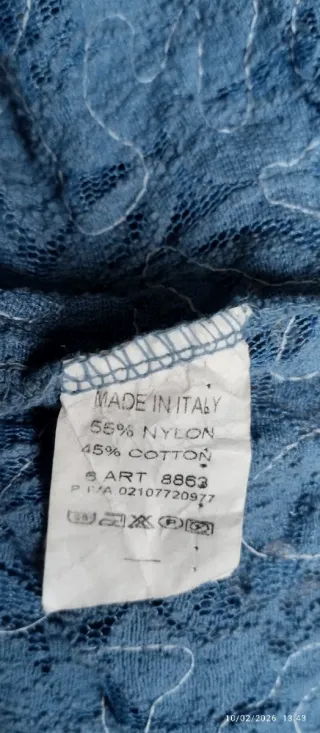 MADE IN ITALY
55% NYLON
45% COTTON
ART 8863
P. IVA 02107720977
10/02/2026 13:43